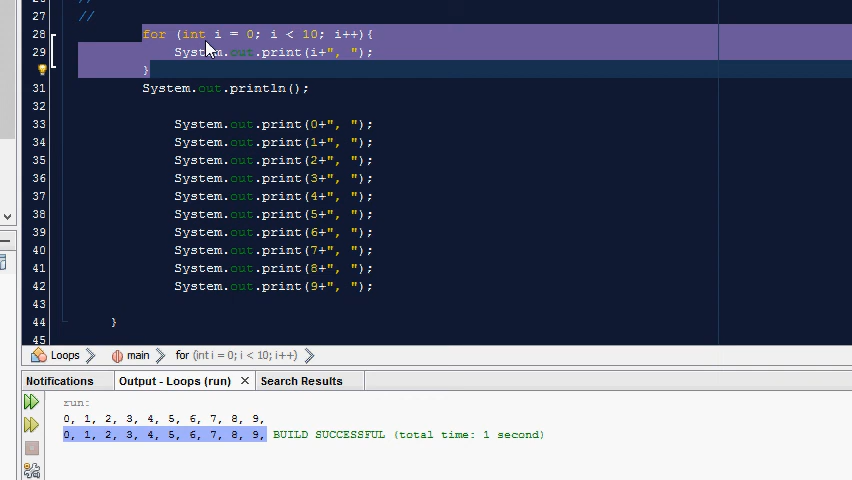 27 //
28 for (int i = 0; i < 10; i++){
29 System.out.print(i+", ");
}
31 System.out.println();
32
33 System.out.print(0+", ");
34 System.out.print(1+", ");
35 System.out.print(2+", ");
36 System.out.print(3+", ");
37 System.out.print(4+", ");
38 System.out.print(5+", ");
39 System.out.print(6+", ");
40 System.out.print(7+", ");
41 System.out.print(8+", ");
42 System.out.print(9+", ");
43
44 }
45
Loops main for (int i = 0; i < 10; i++)
Notifications Output - Loops (run) × Search Results
run:
0, 1, 2, 3, 4, 5, 6, 7, 8, 9,
0, 1, 2, 3, 4, 5, 6, 7, 8, 9, BUILD SUCCESSFUL (total time: 1 second)